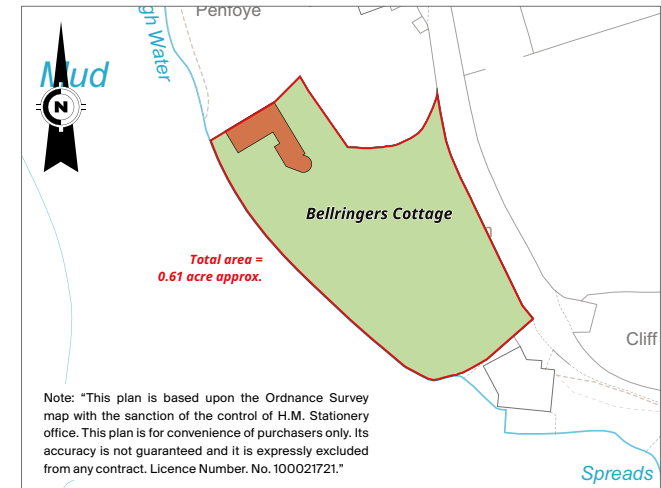 Penfoye
gh Water
Mud
N
Bellringers Cottage
Total area =
0.61 acre approx.
Cliff
Note: “This plan is based upon the Ordnance Survey
map with the sanction of the control of H.M. Stationery
office. This plan is for convenience of purchasers only. Its
accuracy is not guaranteed and it is expressly excluded
from any contract. Licence Number. No. 100021721.”
Spreads